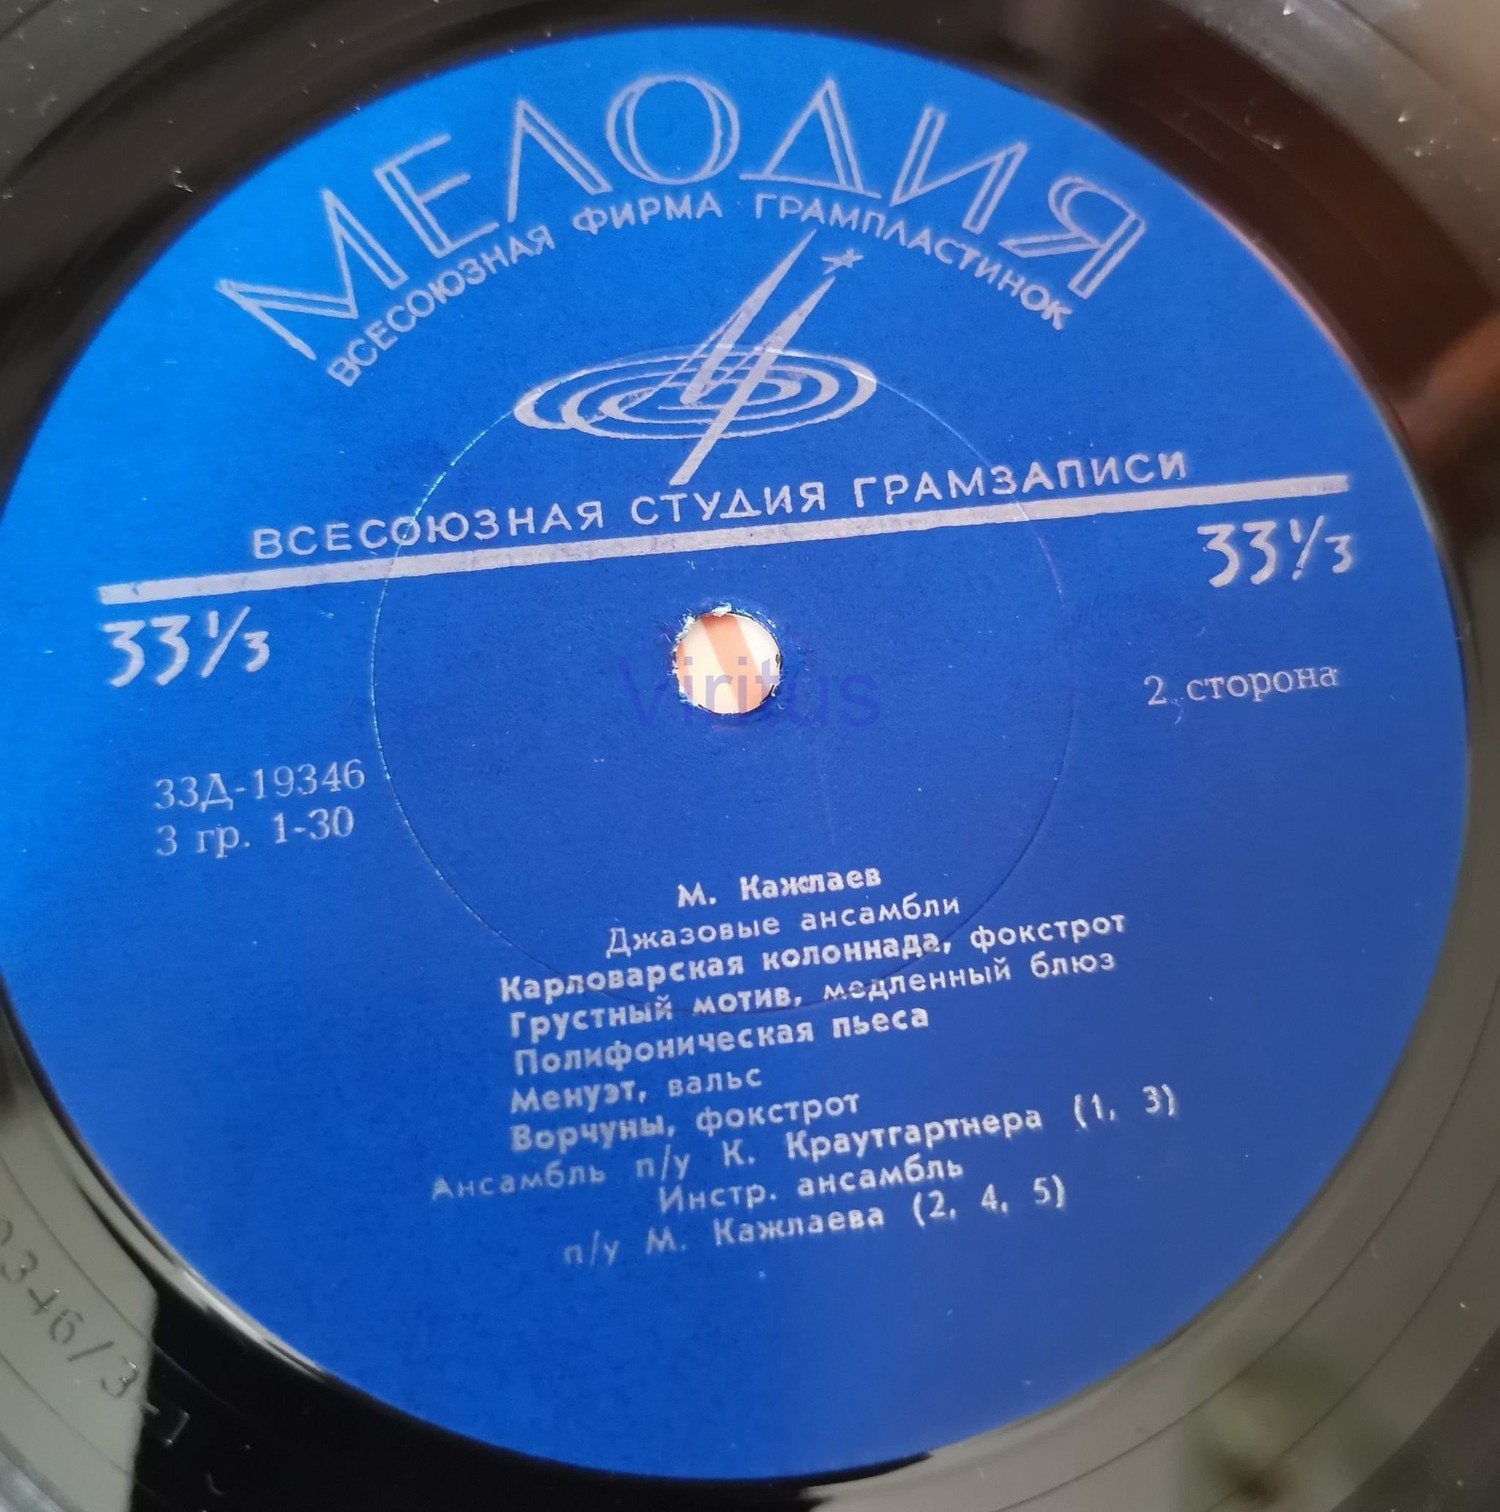 МЕЛОДИЯ
ВСЕСОЮЗНАЯ ФИРМА ГРАМПЛАСТИНОК
ВСЕСОЮЗНАЯ СТУДИЯ ГРАМЗАПИСИ
33⅓ 33⅓
Viritus
2 сторона
33Д-19346
3 гр. 1-30
М. Кажлаев
Джазовые ансамбли
Карловарская колоннада, фокстрот
Грустный мотив, медленный блюз
Полифоническая пьеса
Менуэт, вальс
Ворчуны, фокстрот
Ансамбль п/у К. Краутгартнера (1, 3)
Инстр. ансамбль
п/у М. Кажлаева (2, 4, 5)